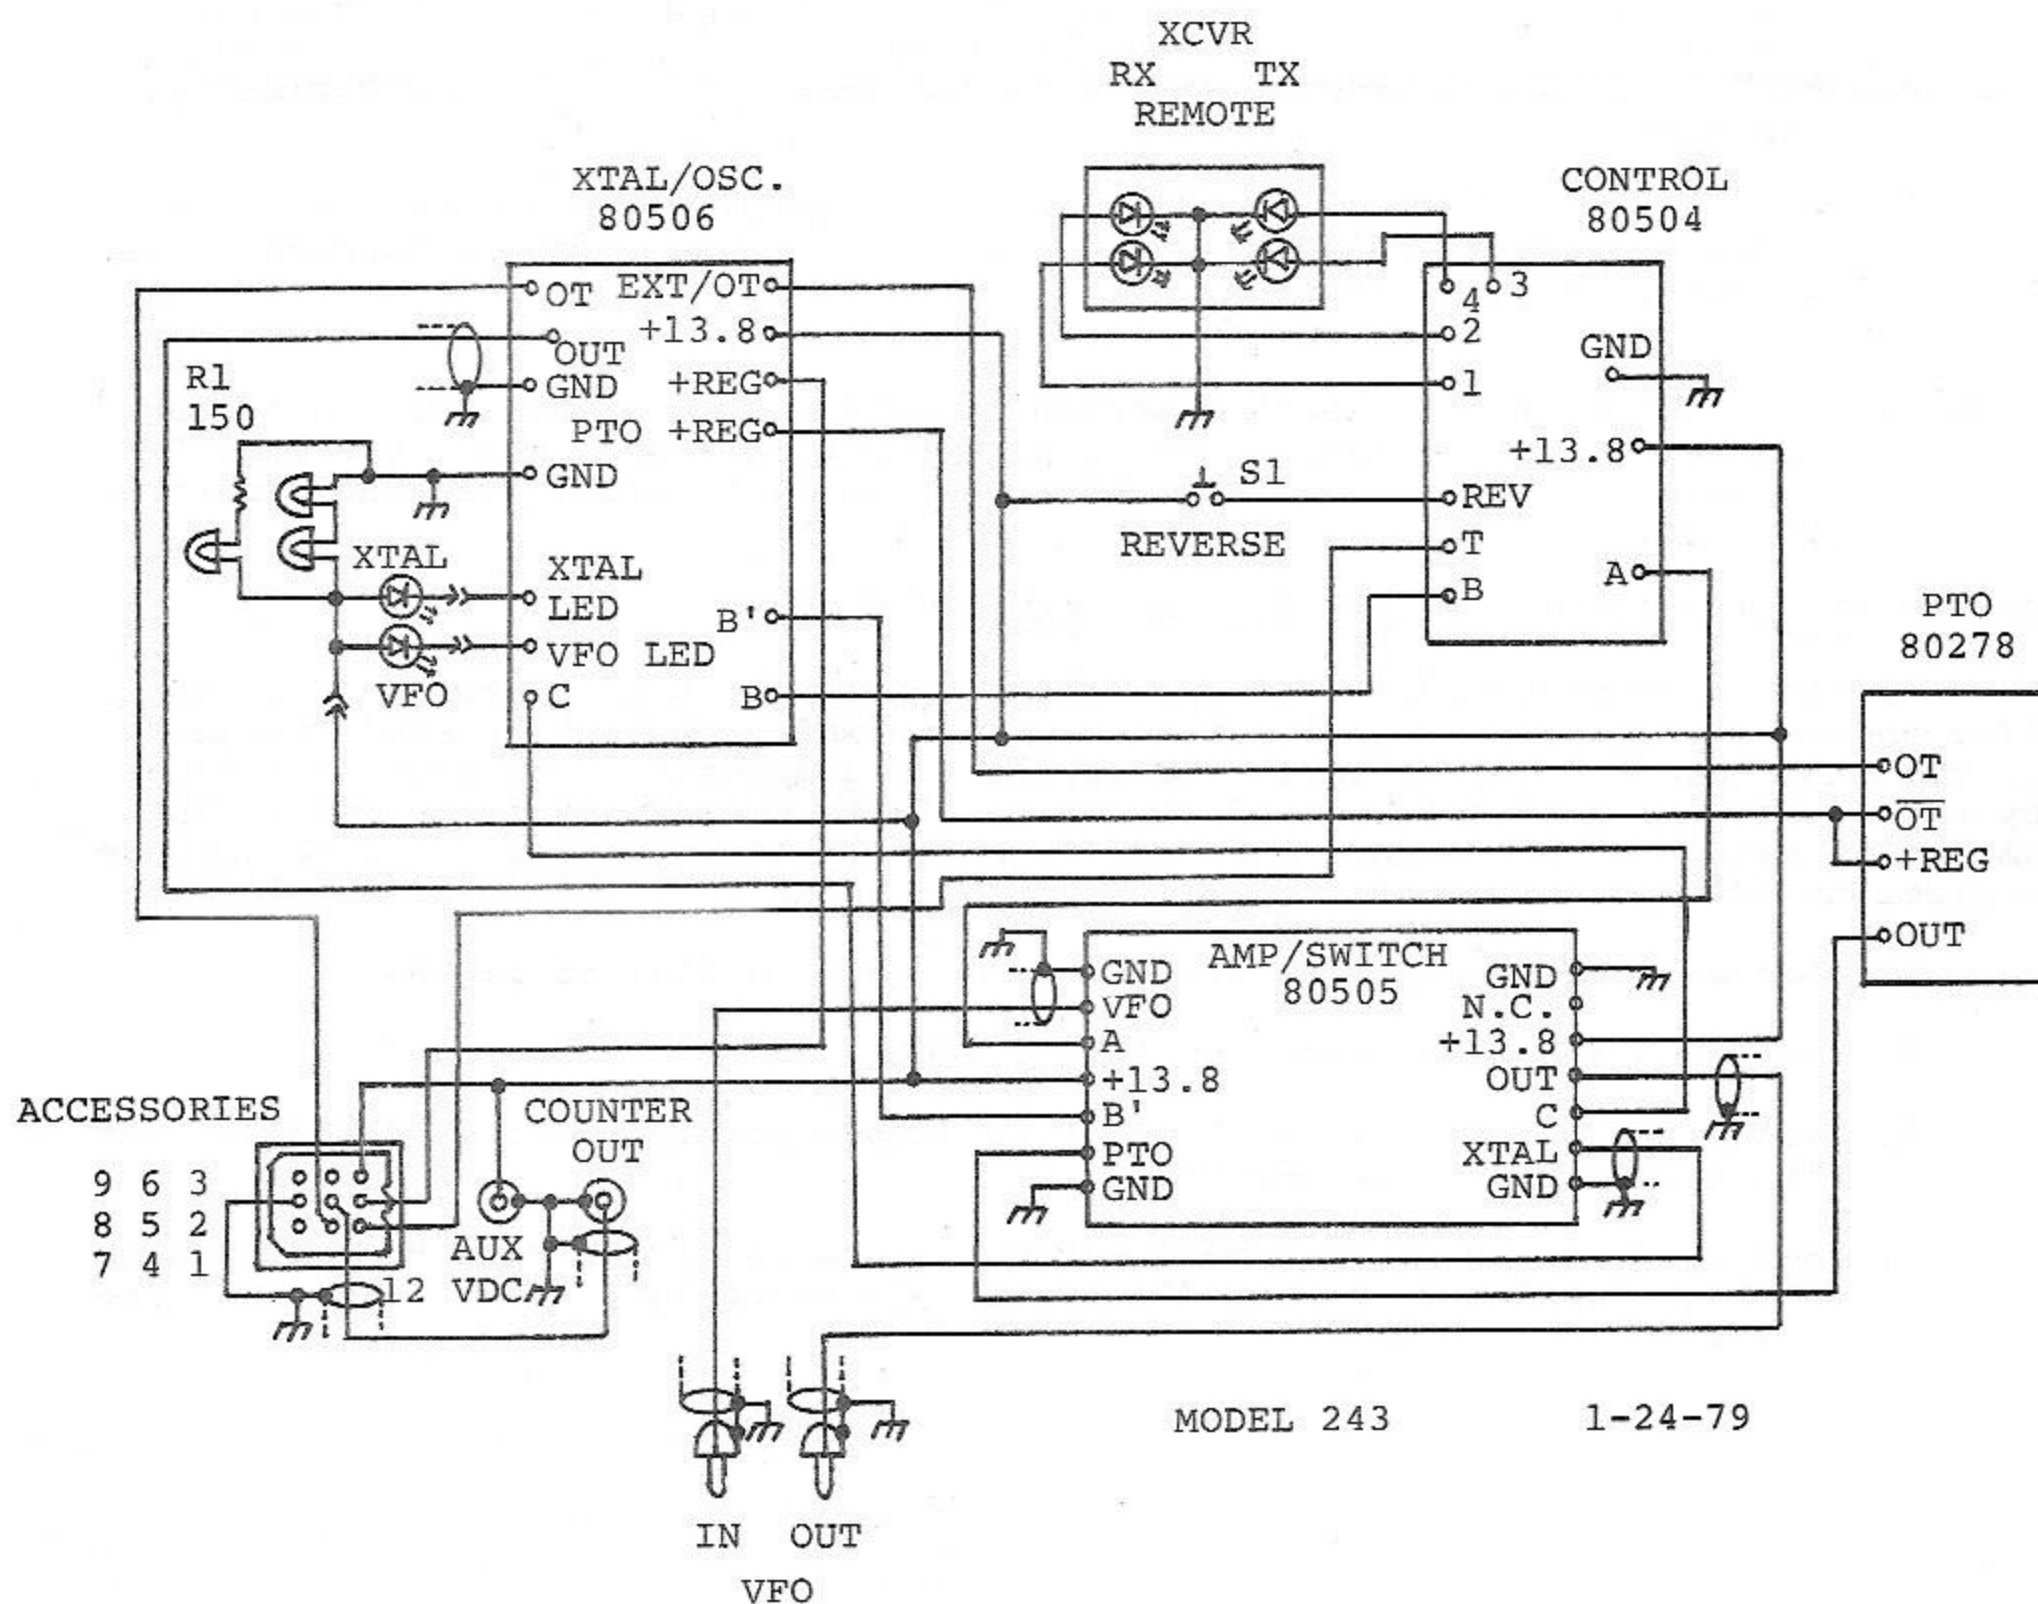 XCVR
RX TX
REMOTE
XTAL/OSC.
80506
CONTROL
80504
OT
EXT/OT
+13.8
OUT
GND
+REG
PTO +REG
GND
XTAL
LED
VFO LED
C
B'
B
R1
150
XTAL
VFO
4
3
2
1
GND
+13.8
REV
T
B
A
S1
REVERSE
PTO
80278
OT
O̅T̅
+REG
OUT
AMP/SWITCH
80505
GND
VFO
A
+13.8
B'
PTO
GND
GND
N.C.
+13.8
OUT
C
XTAL
GND
ACCESSORIES
9 6 3
8 5 2
7 4 1
COUNTER
OUT
AUX
12 VDC
IN OUT
VFO
MODEL 243
1-24-79